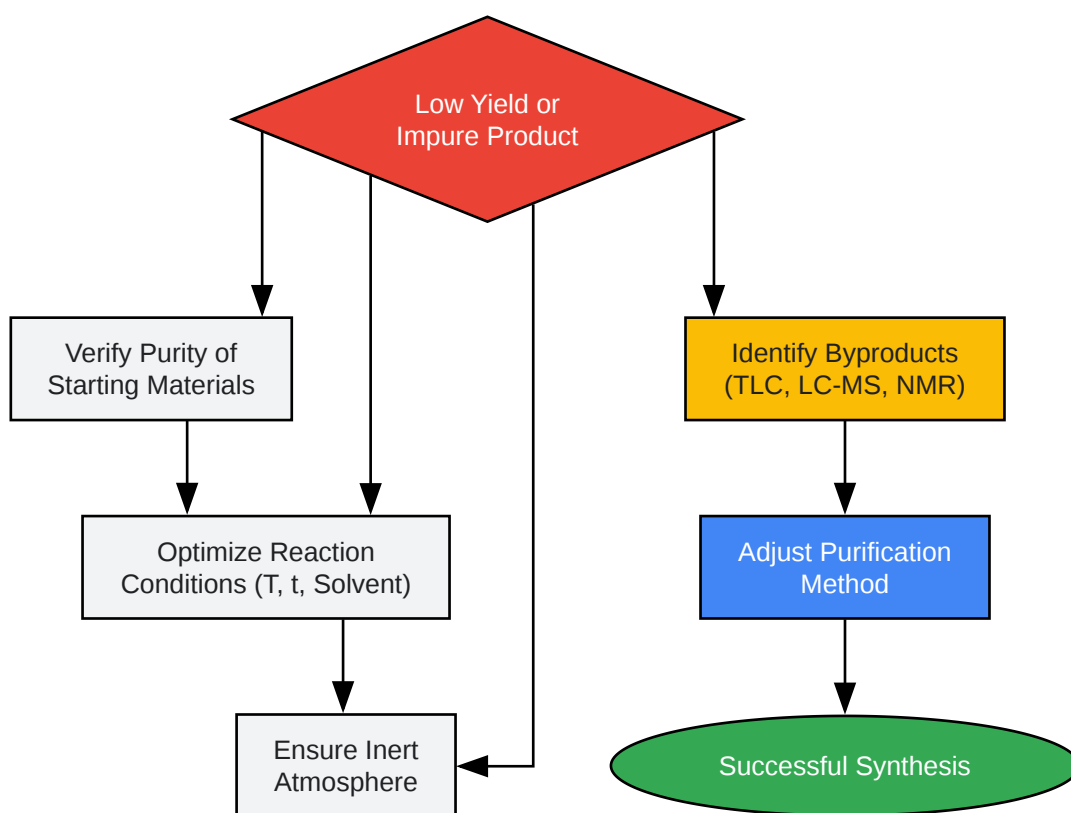 Low Yield or
Impure Product
Verify Purity of
Starting Materials
Identify Byproducts
(TLC, LC-MS, NMR)
Optimize Reaction
Conditions (T, t, Solvent)
Adjust Purification
Method
Ensure Inert
Atmosphere
Successful Synthesis